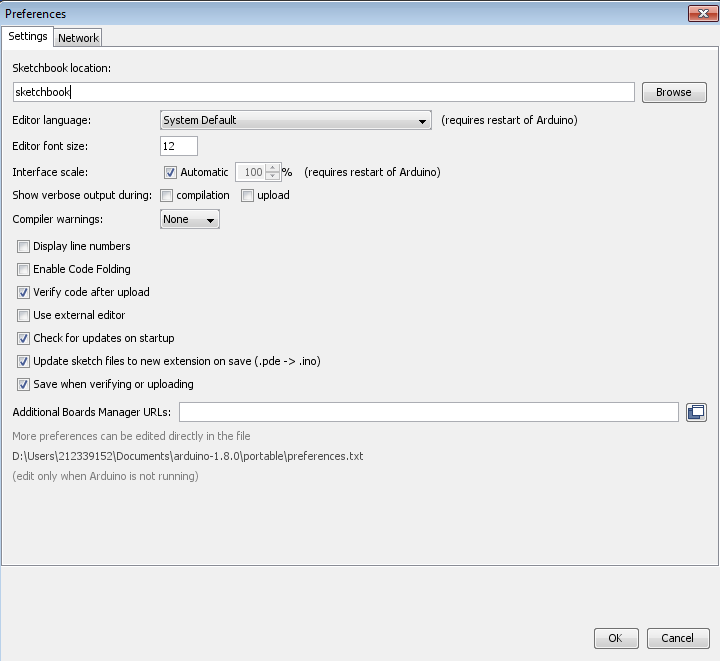 Preferences
Settings Network
Sketchbook location:
sketchbook Browse
Editor language: System Default (requires restart of Arduino)
Editor font size: 12
Interface scale: Automatic 100 % (requires restart of Arduino)
Show verbose output during: compilation upload
Compiler warnings: None
Display line numbers
Enable Code Folding
Verify code after upload
Use external editor
Check for updates on startup
Update sketch files to new extension on save (.pde -> .ino)
Save when verifying or uploading
Additional Boards Manager URLs:
More preferences can be edited directly in the file
D:\Users\212339152\Documents\arduino-1.8.0\portable\preferences.txt
(edit only when Arduino is not running)
OK Cancel